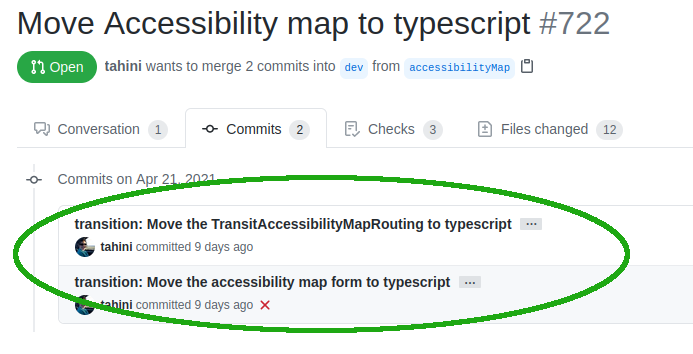 Move Accessibility map to typescript #722
Open tahini wants to merge 2 commits into dev from accessibilityMap
Conversation 1 Commits 2 Checks 3 Files changed 12
Commits on Apr 21, 2021
transition: Move the TransitAccessibilityMapRouting to typescript ...
tahini committed 9 days ago
transition: Move the accessibility map form to typescript ...
tahini committed 9 days ago